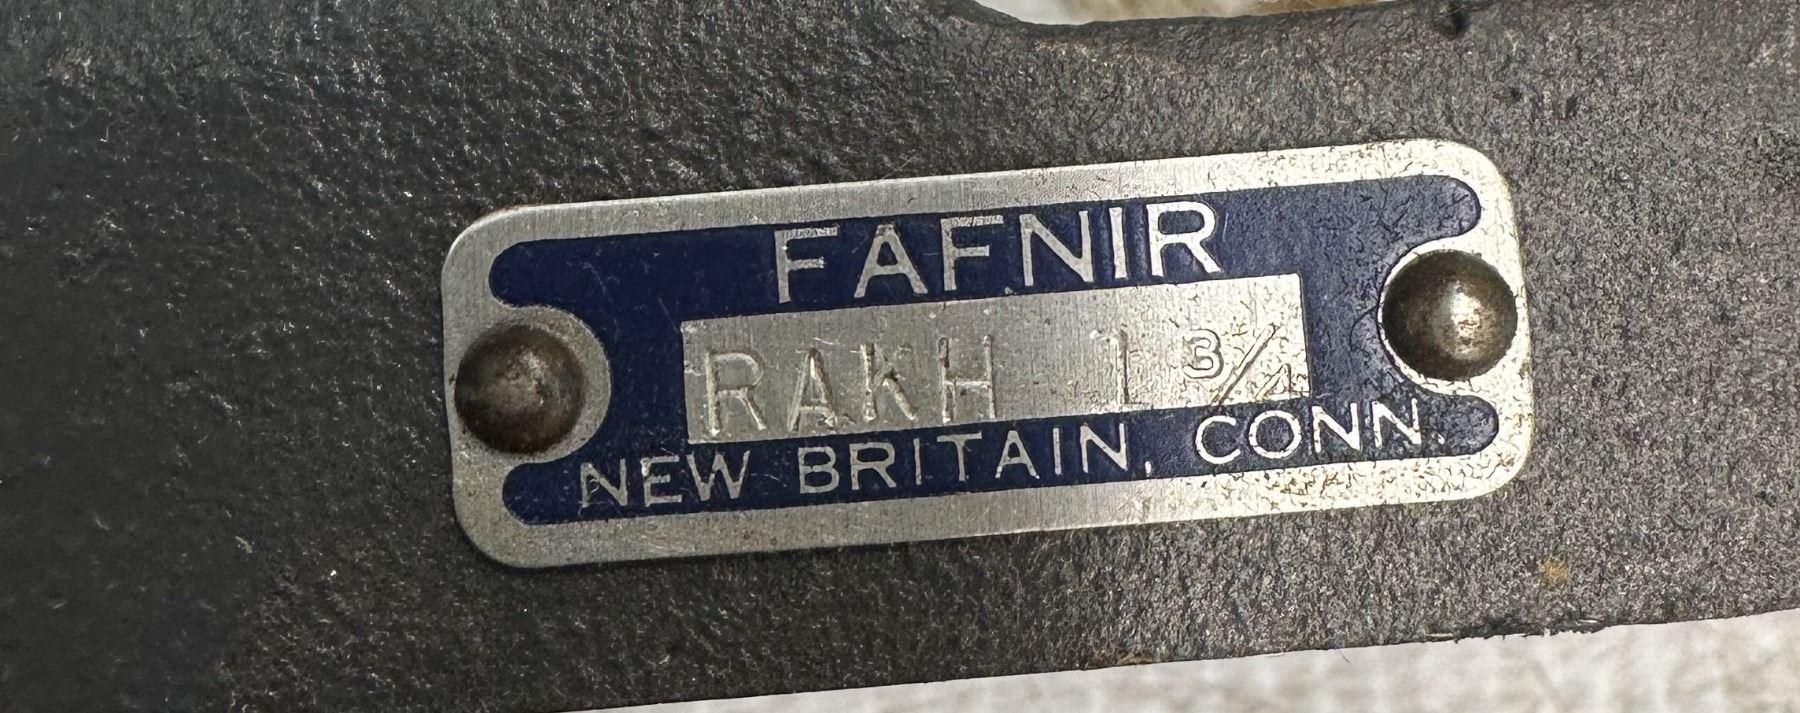 FAFNIR
RAKH 1 3/4
NEW BRITAIN, CONN.